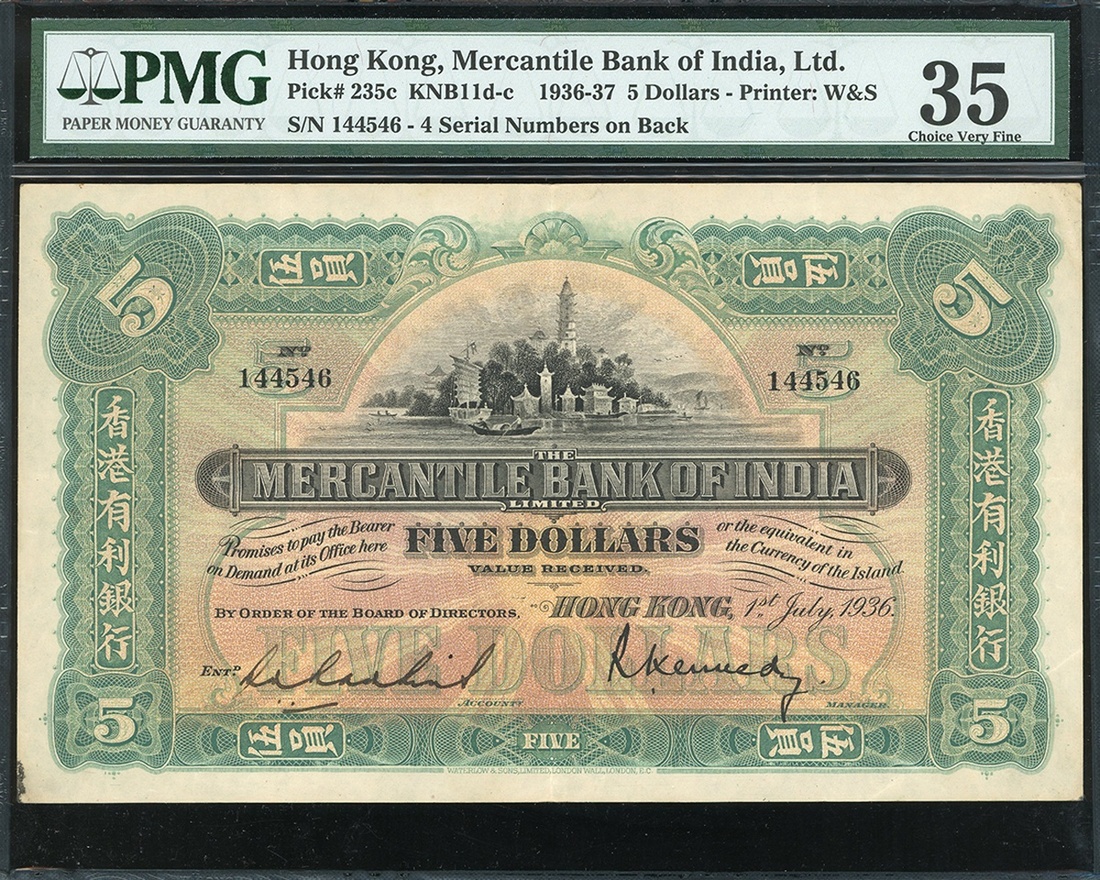 PMG
PAPER MONEY GUARANTY
Hong Kong, Mercantile Bank of India, Ltd.
Pick# 235c KNB11d-c 1936-37 5 Dollars - Printer: W&S
S/N 144546 - 4 Serial Numbers on Back
35
Choice Very Fine
5
伍員
伍員
5
No
144546
No
144546
香港有利銀行
香港有利銀行
THE
MERCANTILE BANK OF INDIA
LIMITED
Promises to pay the Bearer
on Demand at its Office here
FIVE DOLLARS
VALUE RECEIVED.
or the equivalent in
the Currency of the Island.
BY ORDER OF THE BOARD OF DIRECTORS,
HONG KONG, 1st July, 1936.
FIVE DOLLARS
ENTD.
R Kennedy.
ACCOUNTT
MANAGER.
5
伍員
FIVE
伍員
5
WATERLOW & SONS, LIMITED, LONDON WALL, LONDON, E.C.